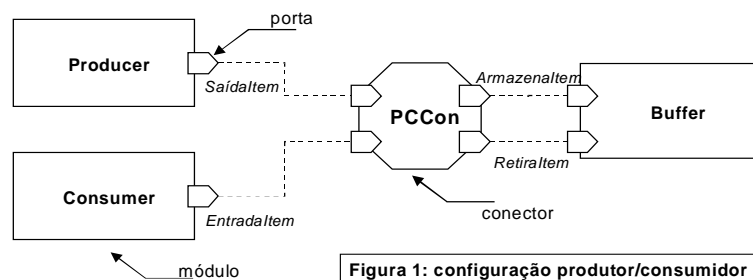 porta
Producer
SaídaItem
ArmazenaItem
PCCon
Buffer
RetiraItem
Consumer
EntradaItem
conector
módulo
Figura 1: configuração produtor/consumidor